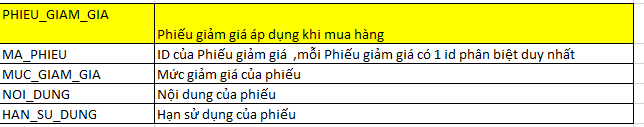 PHIEU_GIAM_GIA
Phiếu giảm giá áp dụng khi mua hàng
MA_PHIEU ID của Phiếu giảm giá ,mỗi Phiếu giảm giá có 1 id phân biệt duy nhất
MUC_GIAM_GIA Mức giảm giá của phiếu
NOI_DUNG Nội dung của phiếu
HAN_SU_DUNG Hạn sử dụng của phiếu